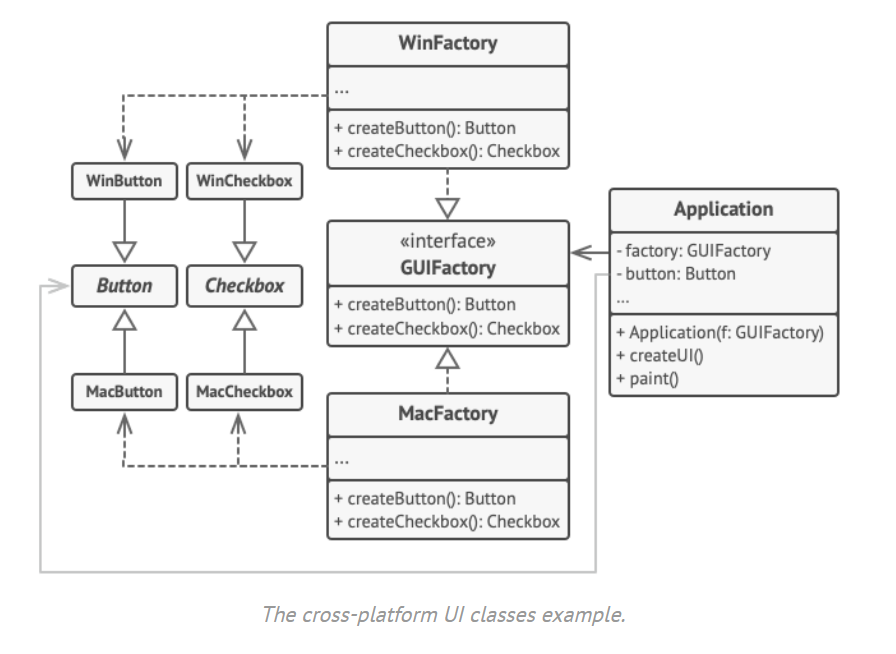 WinFactory
...
+ createButton(): Button
+ createCheckbox(): Checkbox
WinButton
WinCheckbox
Button
Checkbox
MacButton
MacCheckbox
«interface»
GUIFactory
+ createButton(): Button
+ createCheckbox(): Checkbox
MacFactory
...
+ createButton(): Button
+ createCheckbox(): Checkbox
Application
- factory: GUIFactory
- button: Button
...
+ Application(f: GUIFactory)
+ createUI()
+ paint()
The cross-platform UI classes example.